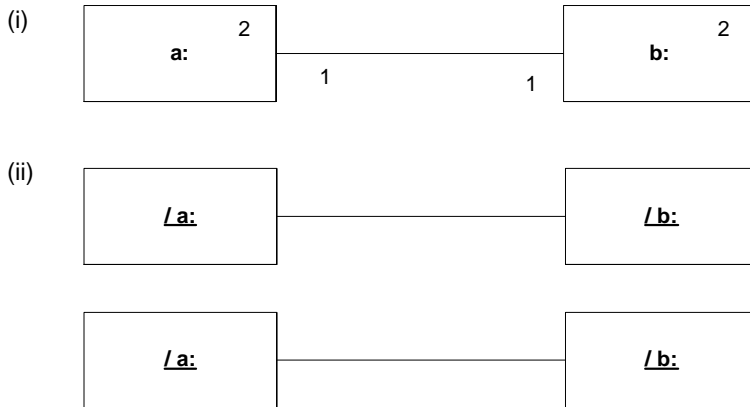 (i)
a: 2
b: 2
1 1
(ii)
/ a: / b:
/ a: / b: